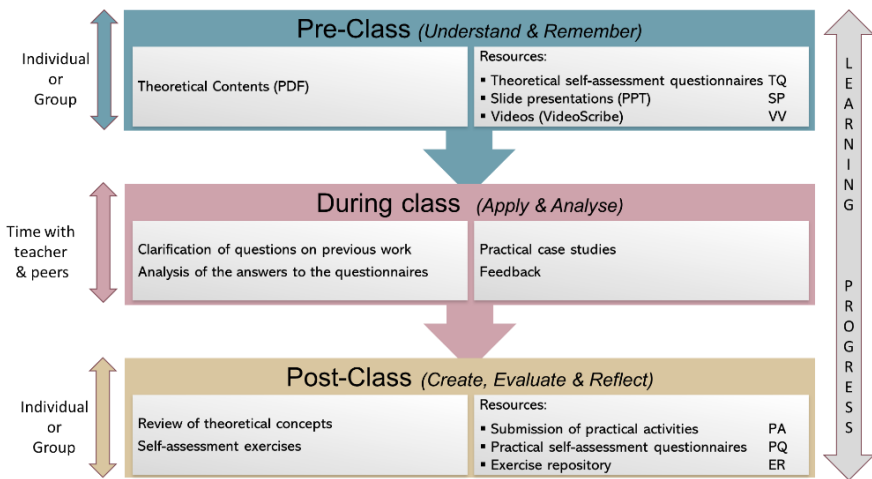 Pre-Class (Understand & Remember)
Individual
or
Group
Theoretical Contents (PDF)
Resources:
▪ Theoretical self-assessment questionnaires TQ
▪ Slide presentations (PPT) SP
▪ Videos (VideoScribe) VV
During class (Apply & Analyse)
Time with
teacher
& peers
Clarification of questions on previous work
Analysis of the answers to the questionnaires
Practical case studies
Feedback
Post-Class (Create, Evaluate & Reflect)
Individual
or
Group
Review of theoretical concepts
Self-assessment exercises
Resources:
▪ Submission of practical activities PA
▪ Practical self-assessment questionnaires PQ
▪ Exercise repository ER
LEARNING PROGRESS